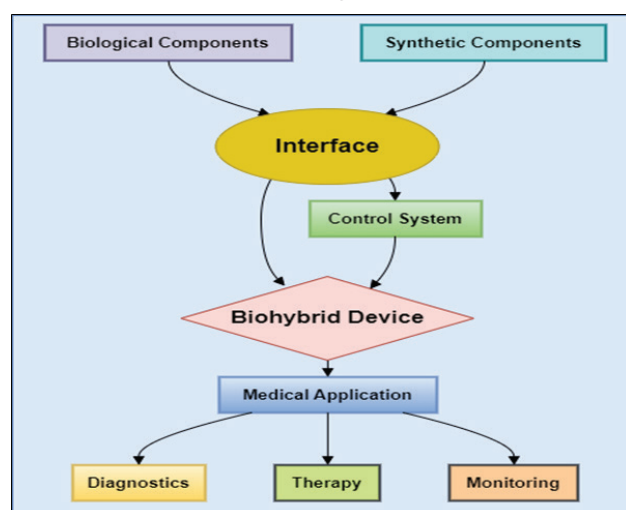 Biological Components
Synthetic Components
Interface
Control System
Biohybrid Device
Medical Application
Diagnostics
Therapy
Monitoring